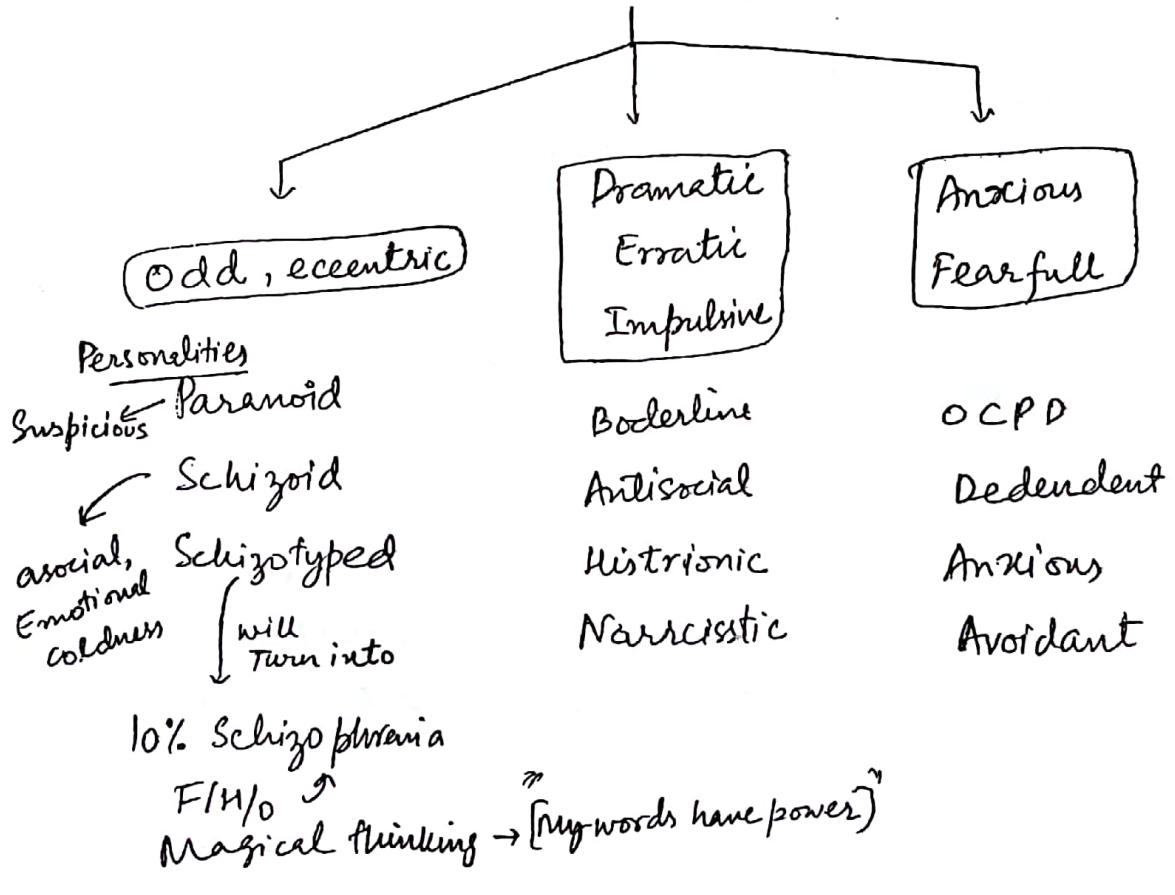 Odd, eccentric
Personalities
Suspicious
Paranoid
Schizoid
asocial,
Emotional
coldness
Schizotyped
will
Turn into
10% Schizophrenia
F/H/O
Magical thinking → "[My words have power]"
Dramatic
Erratic
Impulsive
Boderline
Antisocial
Histrionic
Narrcisstic
Anxious
Fearfull
OCPD
Dedendent
Anxious
Avoidant